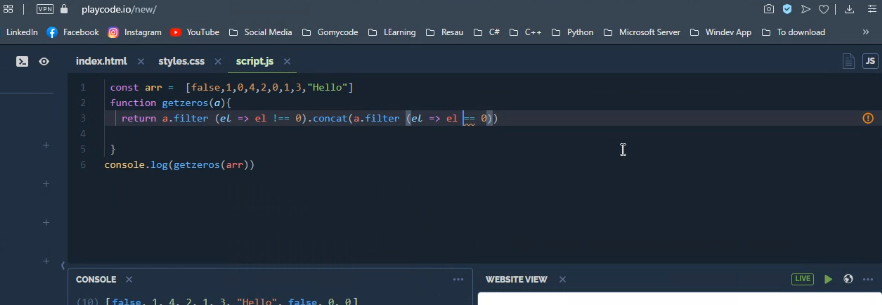 VPN playcode.io/new/
LinkedIn Facebook Instagram YouTube Social Media Gomycode LEarning Resau C# C++ Python Microsoft Server Windev App To download »
index.html × styles.css × script.js × JS
1 const arr = [false,1,0,4,2,0,1,3,"Hello"]
2 function getzeros(a){
3 return a.filter (el => el !== 0).concat(a.filter (el => el == 0))
4
5 }
6 console.log(getzeros(arr))
CONSOLE × ... WEBSITE VIEW × LIVE ...
(10) [false, 1, 4, 2, 1, 3, "Hello", false, 0, 0]